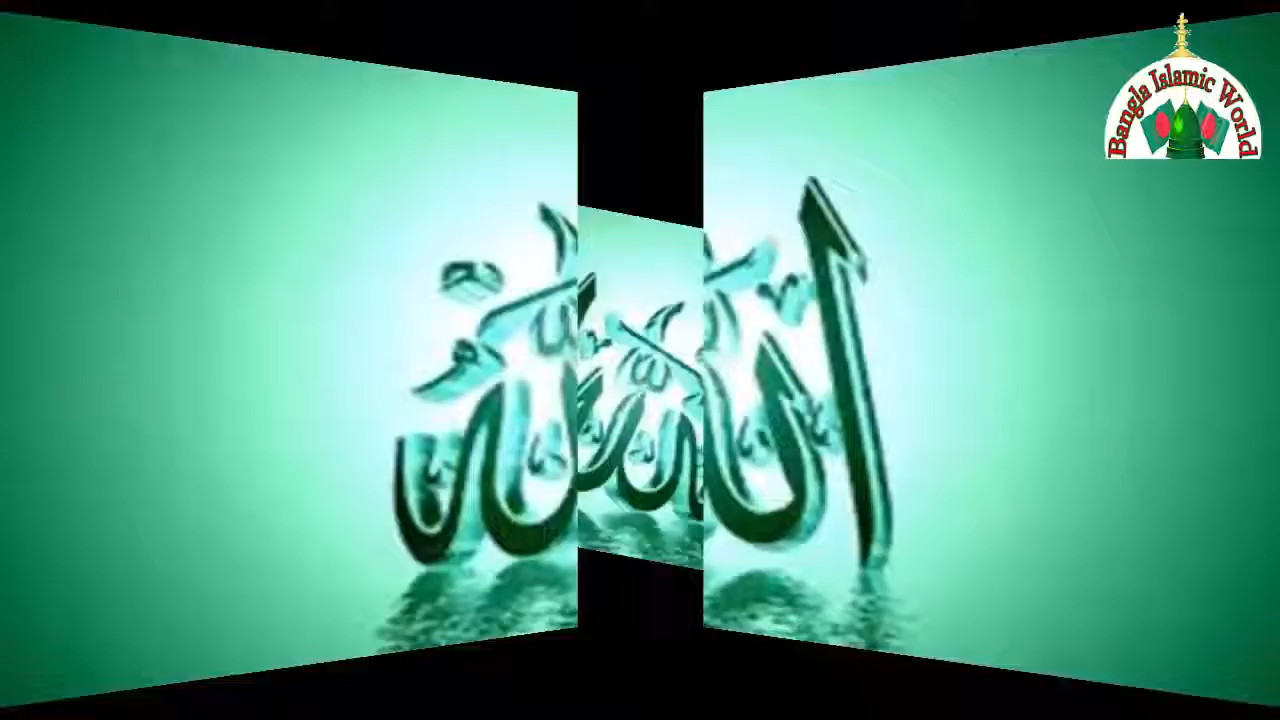 Bangla Islamic World
الله